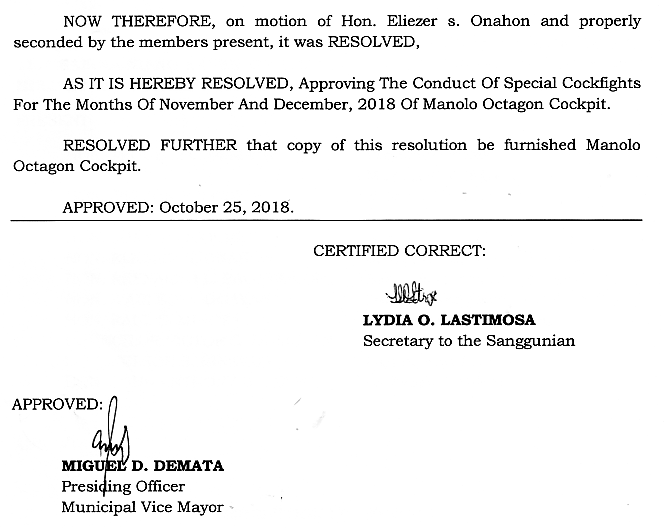 NOW THEREFORE, on motion of Hon. Eliezer s. Onahon and properly
seconded by the members present, it was RESOLVED,
AS IT IS HEREBY RESOLVED, Approving The Conduct Of Special Cockfights
For The Months Of November And December, 2018 Of Manolo Octagon Cockpit.
RESOLVED FURTHER that copy of this resolution be furnished Manolo
Octagon Cockpit.
APPROVED: October 25, 2018.
CERTIFIED CORRECT:
LYDIA O. LASTIMOSA
Secretary to the Sanggunian
APPROVED:
MIGUEL D. DEMATA
Presiding Officer
Municipal Vice Mayor